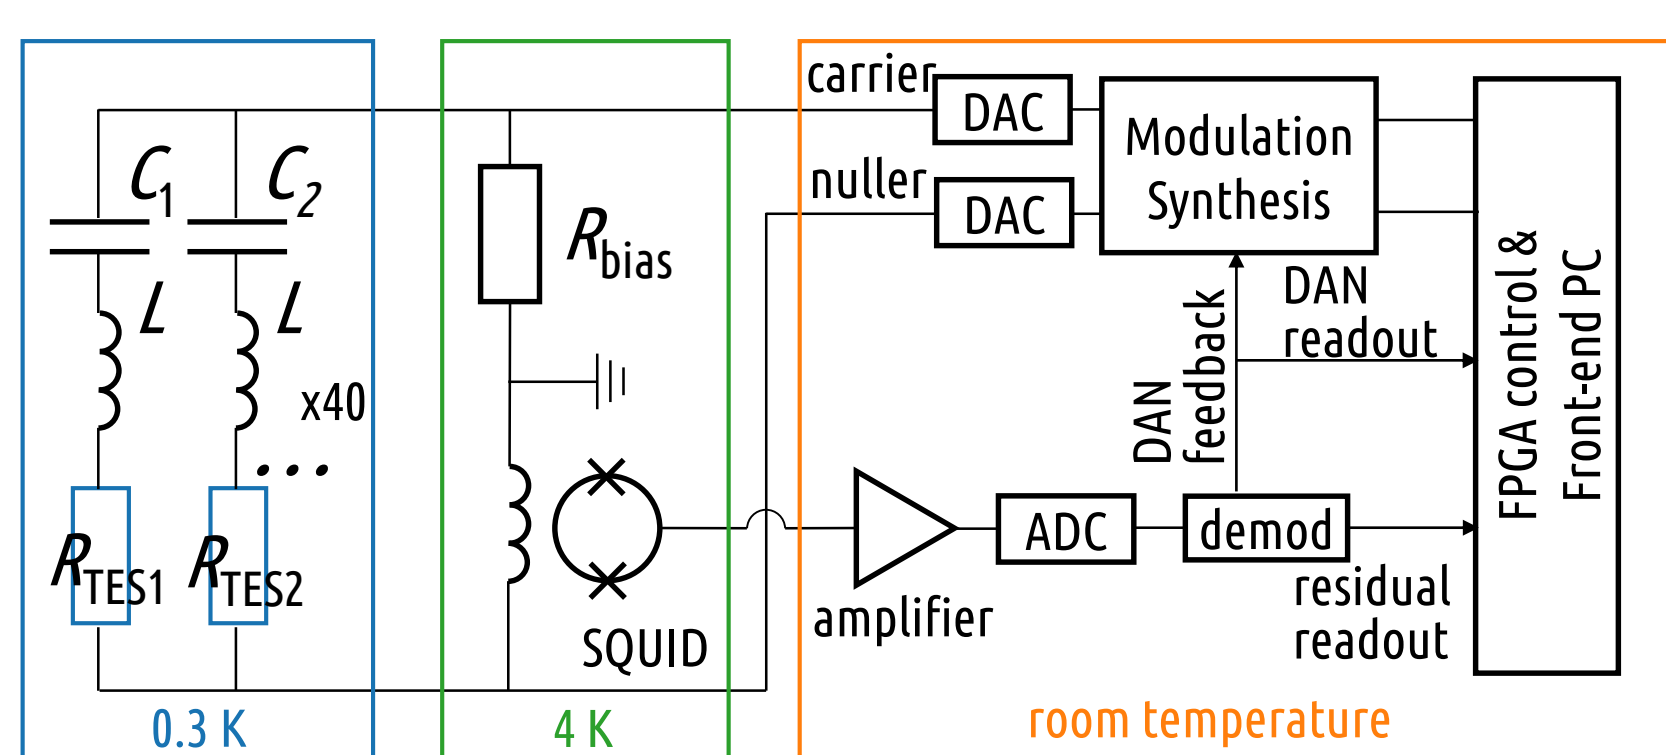 carrier
DAC
Modulation
Synthesis
nuller
DAC
C1
C2
Rbias
L
L
x40
...
RTES1
RTES2
SQUID
amplifier
ADC
demod
DAN
feedback
DAN
readout
residual
readout
FPGA control &
Front-end PC
0.3 K
4 K
room temperature